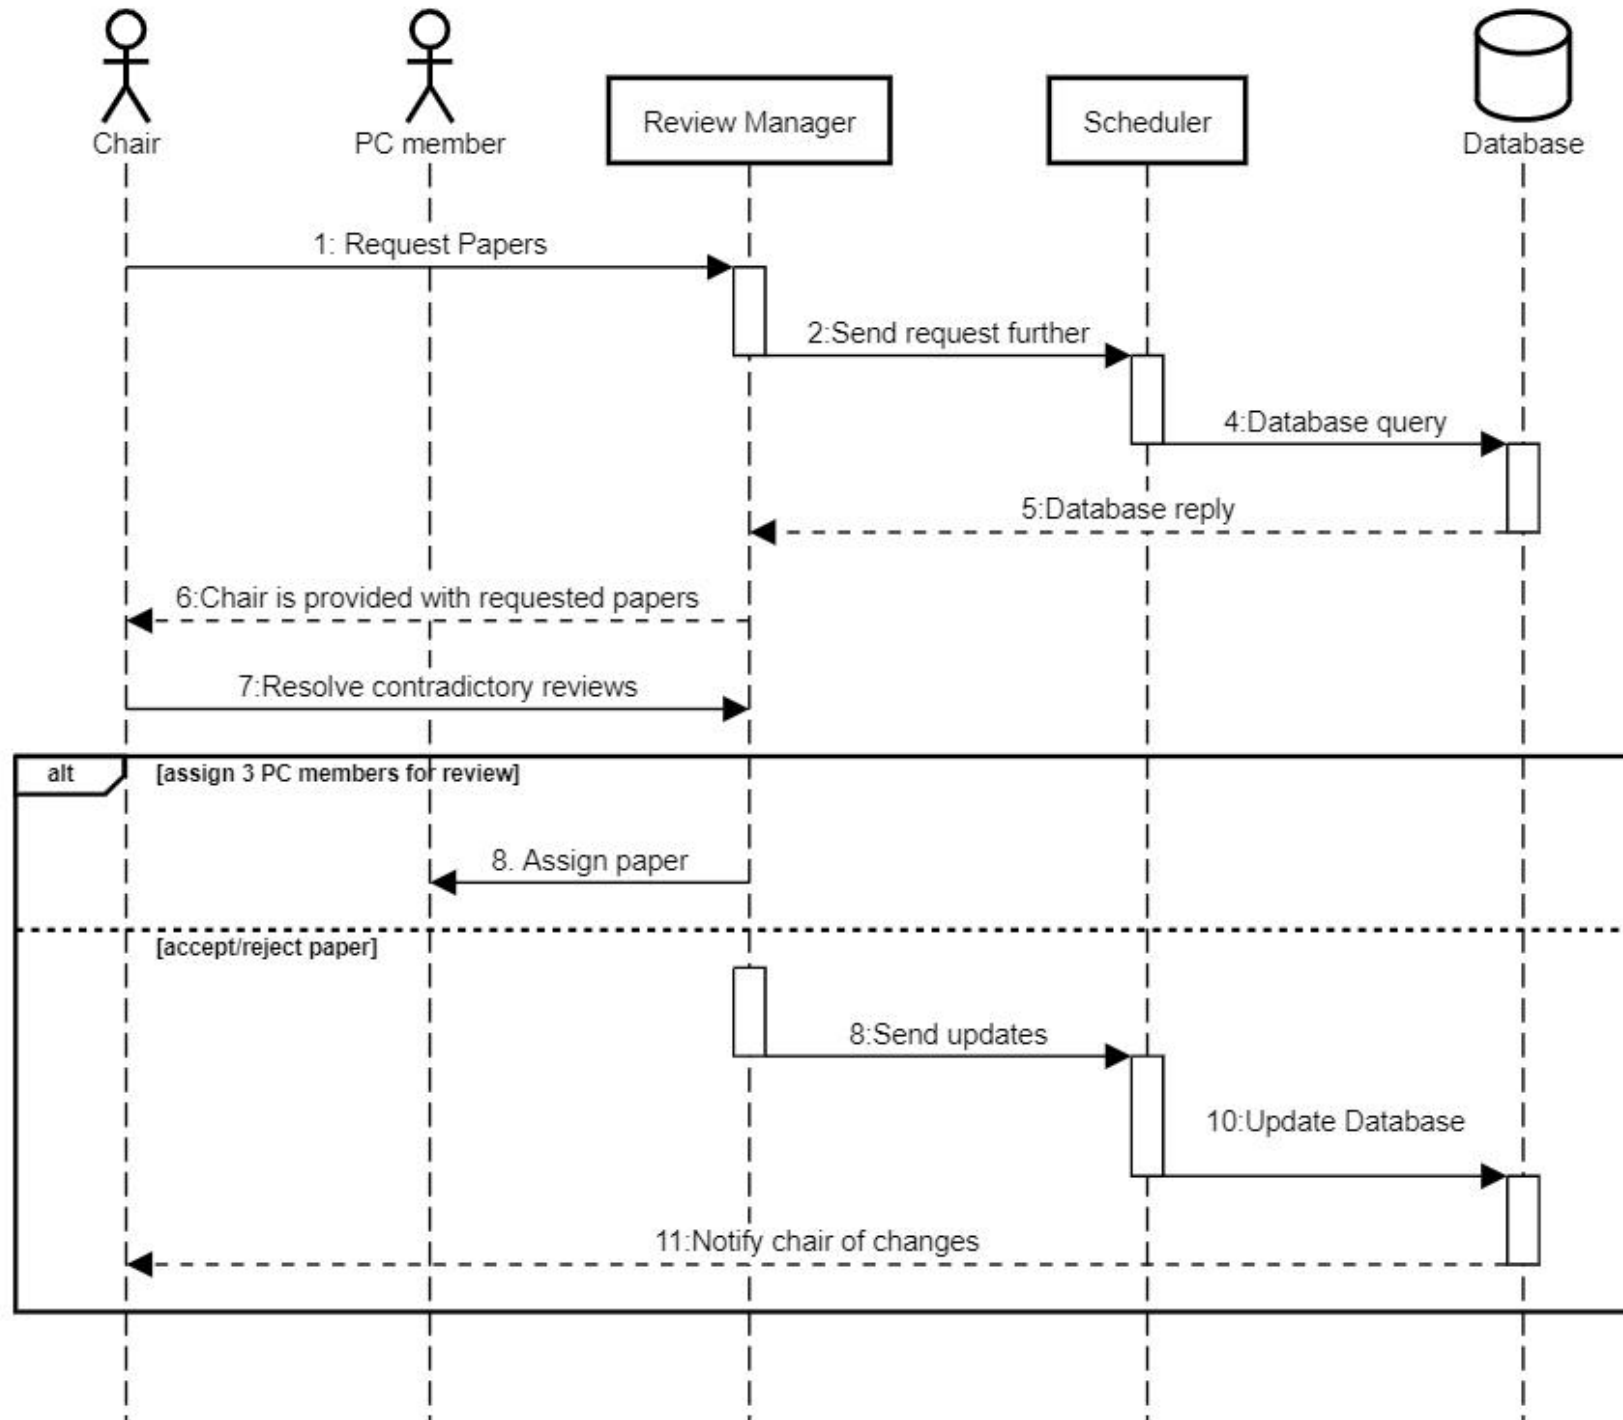 Chair
PC member
Review Manager
Scheduler
Database
1: Request Papers
2:Send request further
4:Database query
5:Database reply
6:Chair is provided with requested papers
7:Resolve contradictory reviews
alt
[assign 3 PC members for review]
8. Assign paper
[accept/reject paper]
8:Send updates
10:Update Database
11:Notify chair of changes